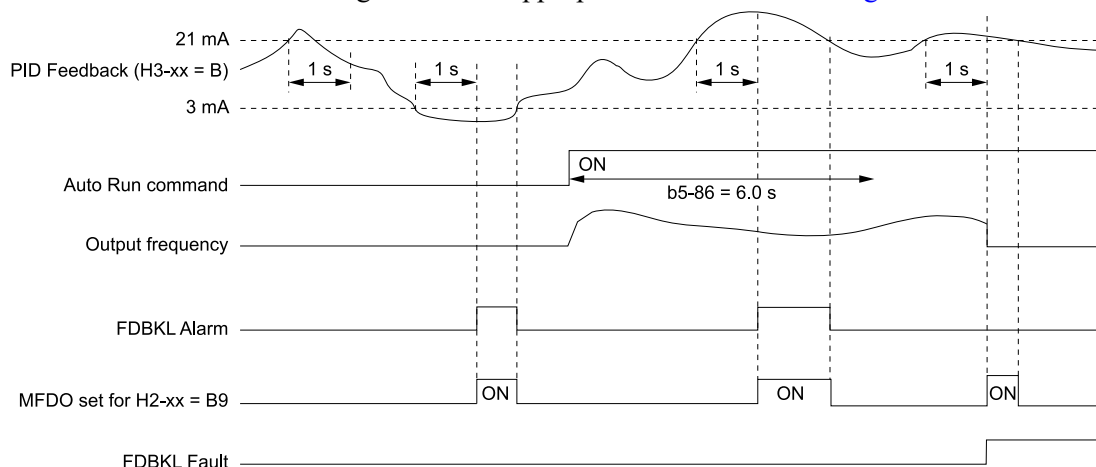 21 mA
PID Feedback (H3-xx = B)
1 s
1 s
1 s
1 s
3 mA
ON
Auto Run command
b5-86 = 6.0 s
Output frequency
FDBKL Alarm
MFDO set for H2-xx = B9
ON
ON
ON
FDBKL Fault